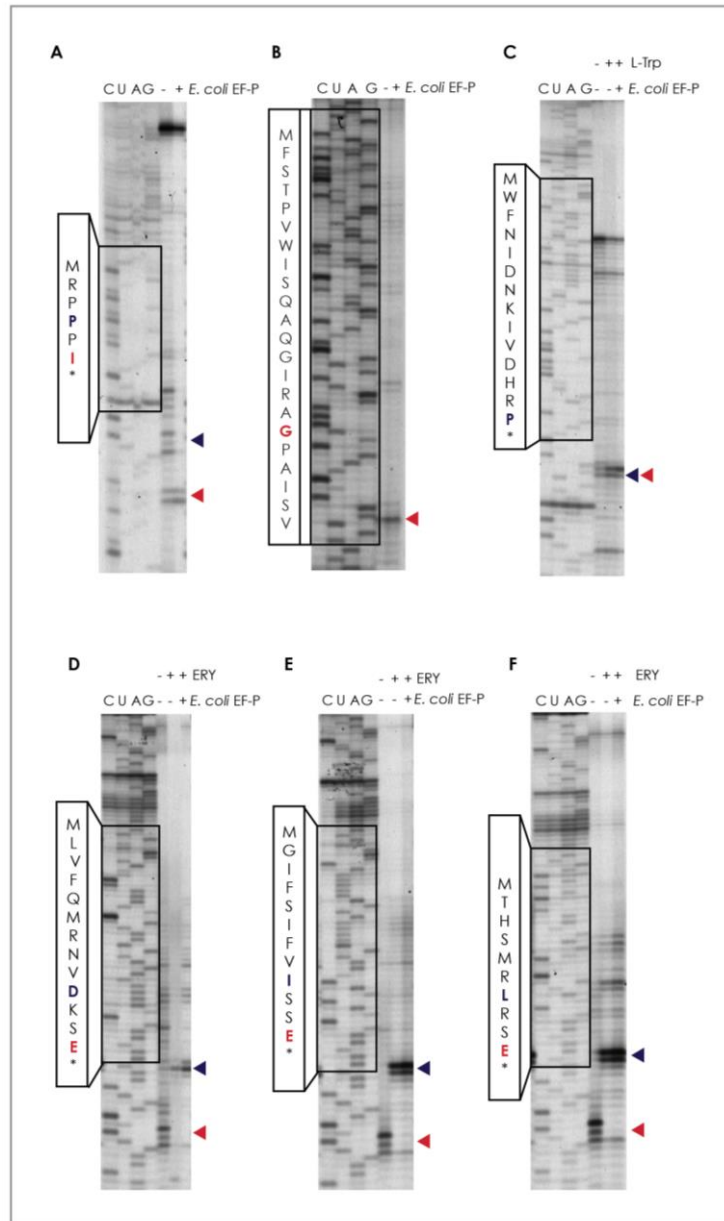 A
C U A G - + E. coli EF-P
M
R
P
P
P
I
*
B
C U A G - + E. coli EF-P
M
F
S
T
P
V
W
I
S
Q
A
Q
G
I
R
A
G
P
A
I
S
V
C
- + + L-Trp
C U A G - - + E. coli EF-P
M
W
F
N
I
D
N
K
I
V
D
H
R
P
*
D
- + + ERY
C U A G - - + E. coli EF-P
M
L
V
F
Q
M
R
N
V
D
K
S
E
*
E
- + + ERY
C U A G - - + E. coli EF-P
M
G
I
F
S
I
F
V
I
S
S
E
*
F
- + + ERY
C U A G - - + E. coli EF-P
M
T
H
S
M
R
L
R
S
E
*